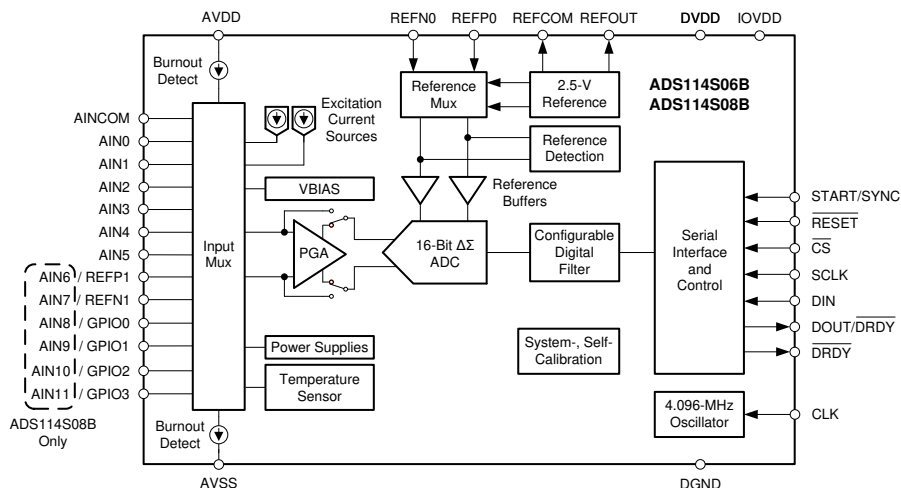 AVDD
REFN0
REFP0
REFCOM
REFOUT
DVDD
IOVDD
Burnout
Detect
Reference
Mux
2.5-V
Reference
ADS114S06B
ADS114S08B
Excitation
Current
Sources
Reference
Detection
AINCOM
AIN0
AIN1
AIN2
AIN3
AIN4
AIN5
AIN6 / REFP1
AIN7 / REFN1
AIN8 / GPIO0
AIN9 / GPIO1
AIN10 / GPIO2
AIN11 / GPIO3
ADS114S08B
Only
Input
Mux
VBIAS
PGA
Reference
Buffers
16-Bit ΔΣ
ADC
Configurable
Digital
Filter
Serial
Interface
and
Control
START/SYNC
RESET
CS
SCLK
DIN
DOUT/DRDY
DRDY
Power Supplies
Temperature
Sensor
System-, Self-
Calibration
4.096-MHz
Oscillator
CLK
Burnout
Detect
AVSS
DGND